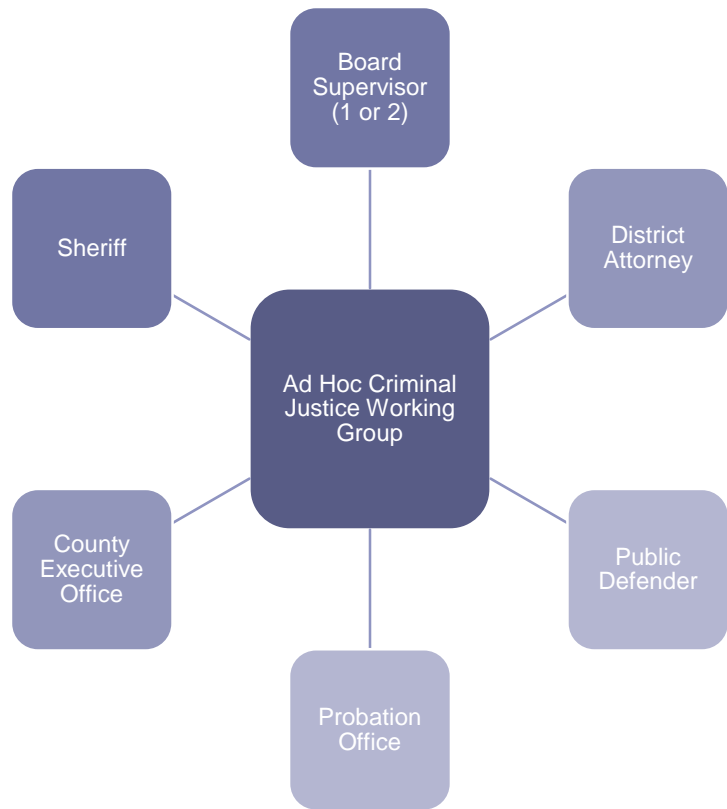 Board
Supervisor
(1 or 2)
Sheriff
District
Attorney
Ad Hoc Criminal
Justice Working
Group
County
Executive
Office
Public
Defender
Probation
Office